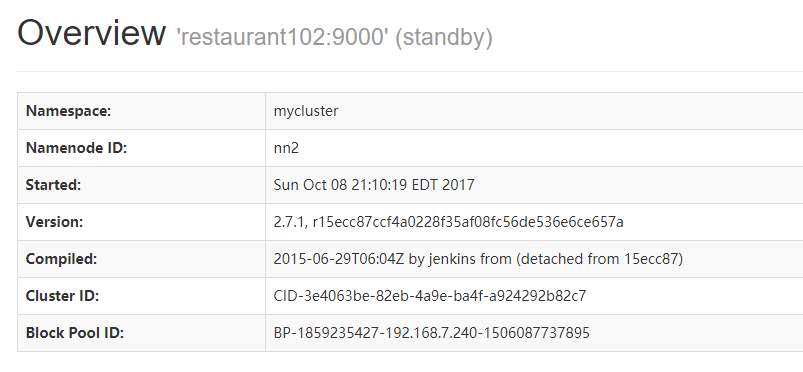 Overview 'restaurant102:9000' (standby)
Namespace: mycluster
Namenode ID: nn2
Started: Sun Oct 08 21:10:19 EDT 2017
Version: 2.7.1, r15ecc87ccf4a0228f35af08fc56de536e6ce657a
Compiled: 2015-06-29T06:04Z by jenkins from (detached from 15ecc87)
Cluster ID: CID-3e4063be-82eb-4a9e-ba4f-a924292b82c7
Block Pool ID: BP-1859235427-192.168.7.240-1506087737895